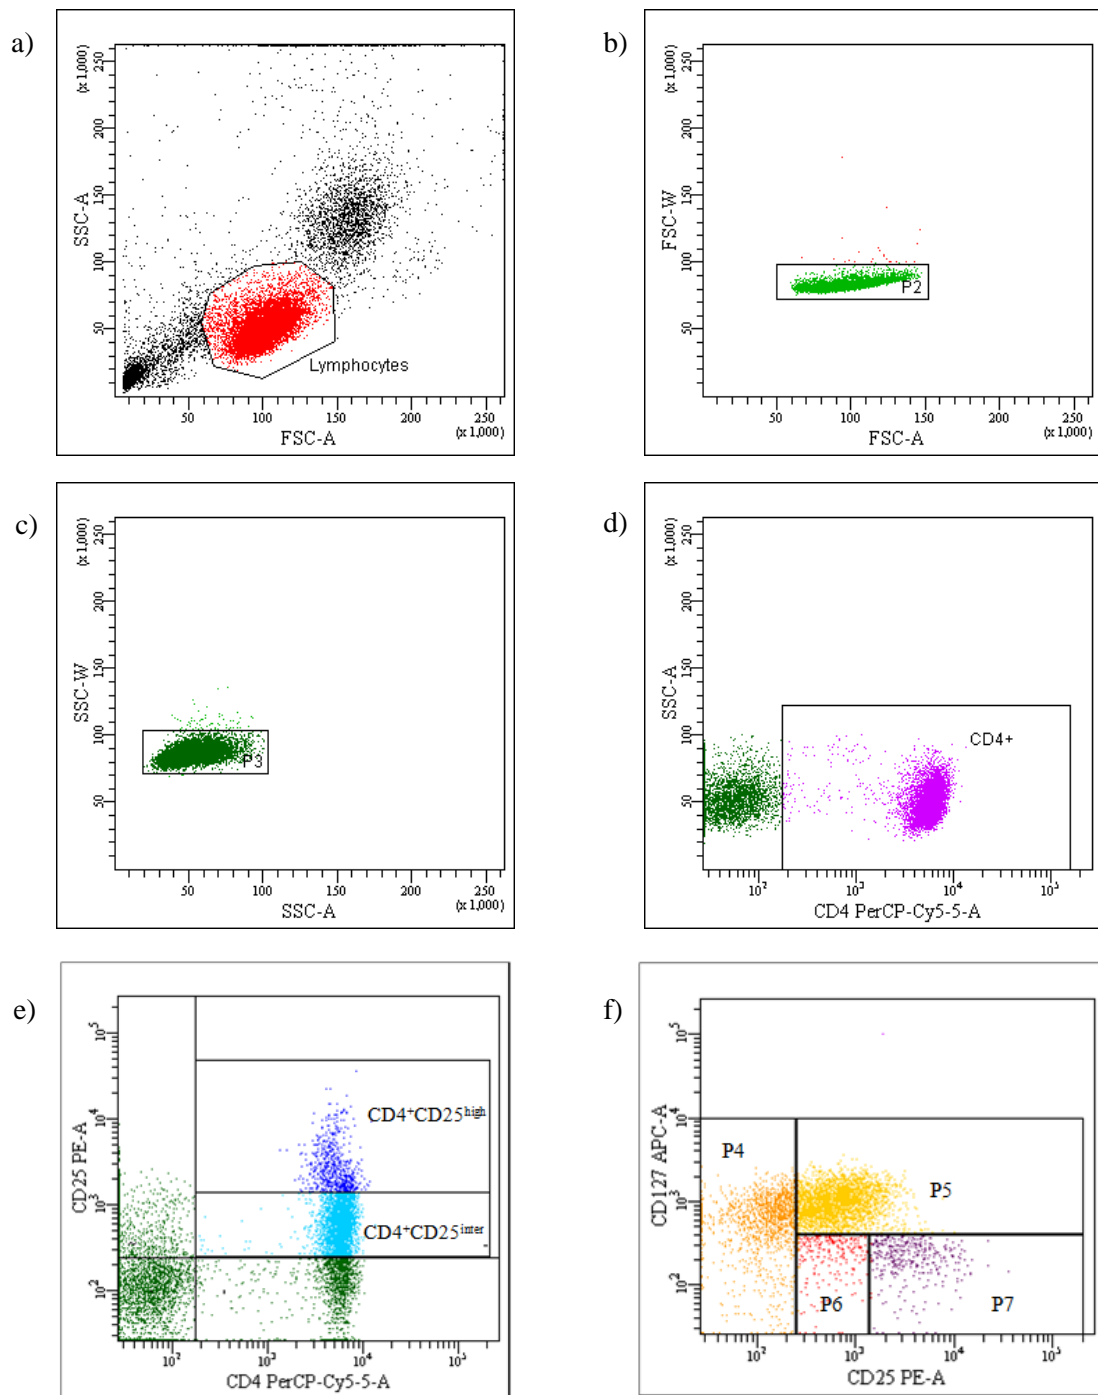 a)
(x 1,000)
250
200
150
100
50
SSC-A
Lymphocytes
50 100 150 200 250
FSC-A
(x 1,000)
b)
(x 1,000)
250
200
150
100
50
FSC-W
P2
50 100 150 200 250
FSC-A
(x 1,000)
c)
(x 1,000)
250
200
150
100
50
SSC-W
P3
50 100 150 200 250
SSC-A
(x 1,000)
d)
(x 1,000)
250
200
150
100
50
SSC-A
CD4+
10² 10³ 10⁴ 10⁵
CD4 PerCP-Cy5-5-A
e)
10⁵
10⁴
10³
10²
CD25 PE-A
CD4⁺CD25ʰⁱᵍʰ
CD4⁺CD25ⁱⁿᵗᵉʳ
10² 10³ 10⁴ 10⁵
CD4 PerCP-Cy5-5-A
f)
10⁵
10⁴
10³
10²
CD127 APC-A
P4
P5
P6
P7
10² 10³ 10⁴ 10⁵
CD25 PE-A